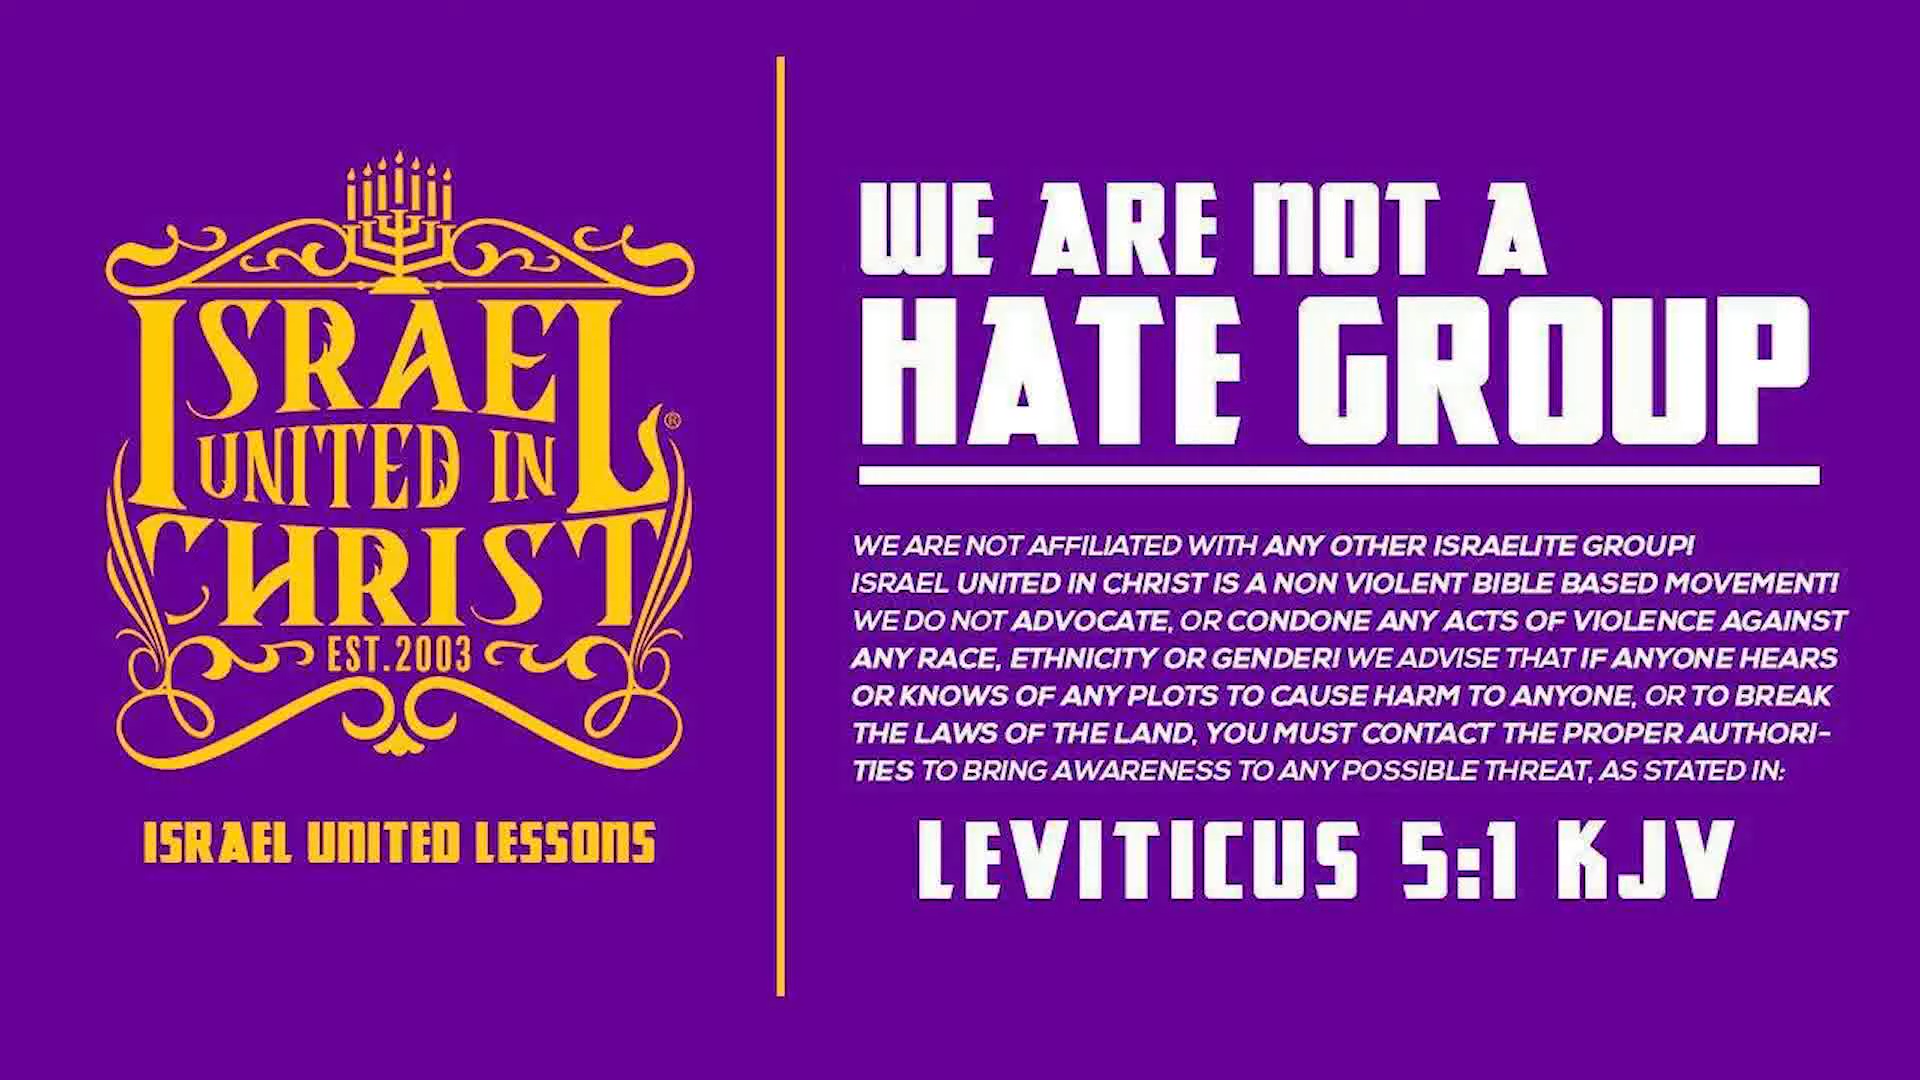 ISRAEL
UNITED IN
CHRIST
®
EST.2003
ISRAEL UNITED LESSONS
WE ARE NOT A
HATE GROUP
WE ARE NOT AFFILIATED WITH ANY OTHER ISRAELITE GROUP!
ISRAEL UNITED IN CHRIST IS A NON VIOLENT BIBLE BASED MOVEMENT!
WE DO NOT ADVOCATE, OR CONDONE ANY ACTS OF VIOLENCE AGAINST
ANY RACE, ETHNICITY OR GENDER! WE ADVISE THAT IF ANYONE HEARS
OR KNOWS OF ANY PLOTS TO CAUSE HARM TO ANYONE, OR TO BREAK
THE LAWS OF THE LAND, YOU MUST CONTACT THE PROPER AUTHORI-
TIES TO BRING AWARENESS TO ANY POSSIBLE THREAT, AS STATED IN:
LEVITICUS 5:1 KJV